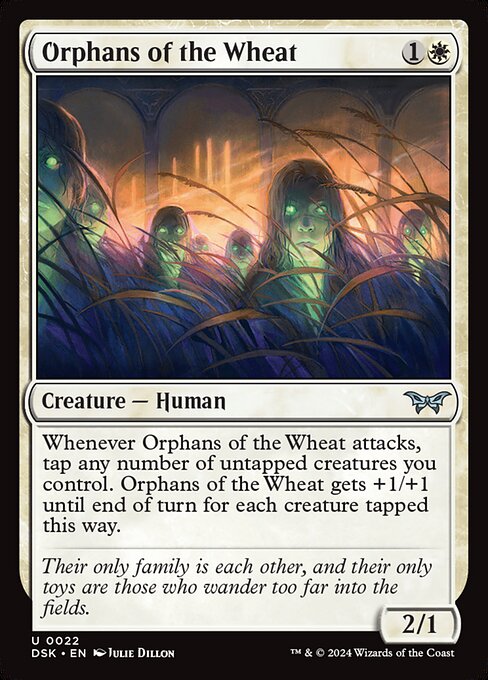 Orphans of the Wheat 1
Creature — Human
Whenever Orphans of the Wheat attacks,
tap any number of untapped creatures you
control. Orphans of the Wheat gets +1/+1
until end of turn for each creature tapped
this way.
Their only family is each other, and their only
toys are those who wander too far into the
fields.
2/1
U 0022
DSK • EN JULIE DILLON
™ & © 2024 Wizards of the Coast